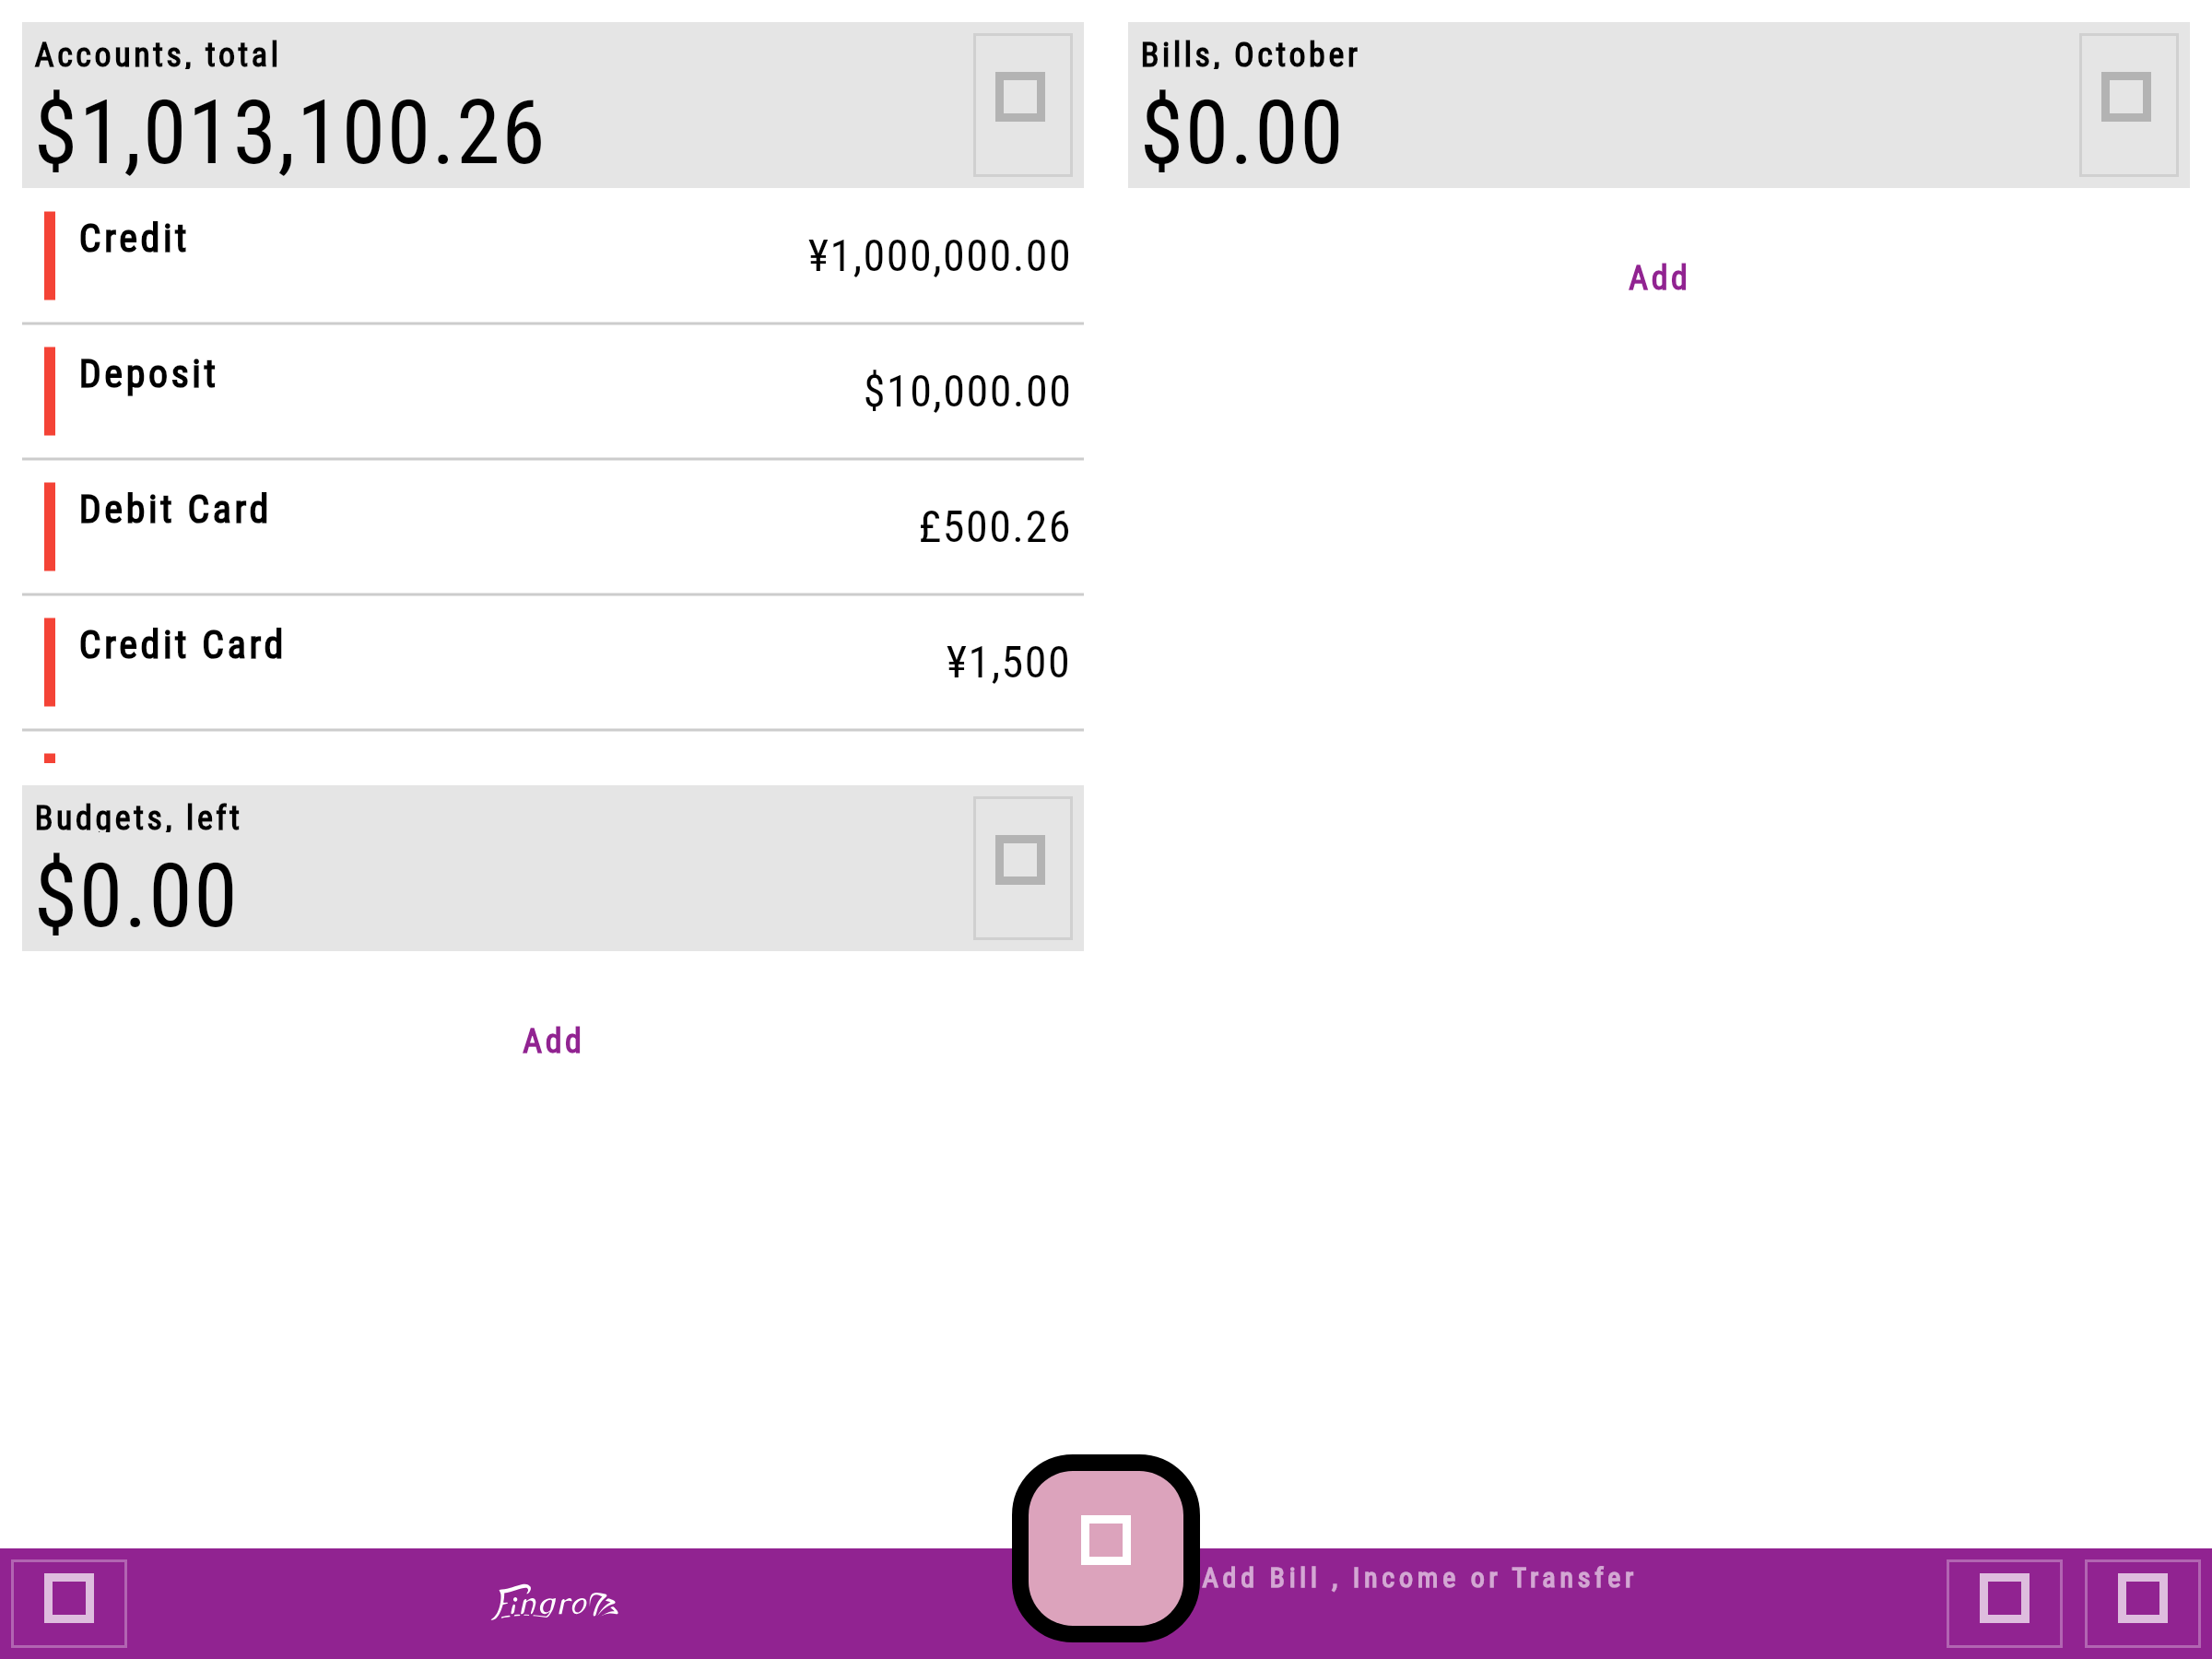 Accounts, total
$1,013,100.26
Credit
¥1,000,000.00
Deposit
$10,000.00
Debit Card
£500.26
Credit Card
¥1,500
Budgets, left
$0.00
Add
Bills, October
$0.00
Add
Add Bill , Income or Transfer